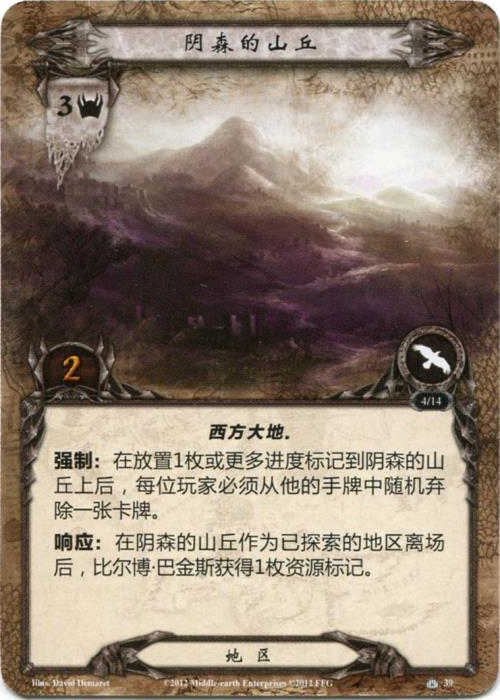 阴森的山丘
3
2
4/14
西方大地.
强制：在放置1枚或更多进度标记到阴森的山
丘上后，每位玩家必须从他的手牌中随机弃
除一张卡牌。
响应：在阴森的山丘作为已探索的地区离场
后，比尔博·巴金斯获得1枚资源标记。
地区
Illus. David Demaret
©2012 Middle-earth Enterprises ©2012 FFG
39